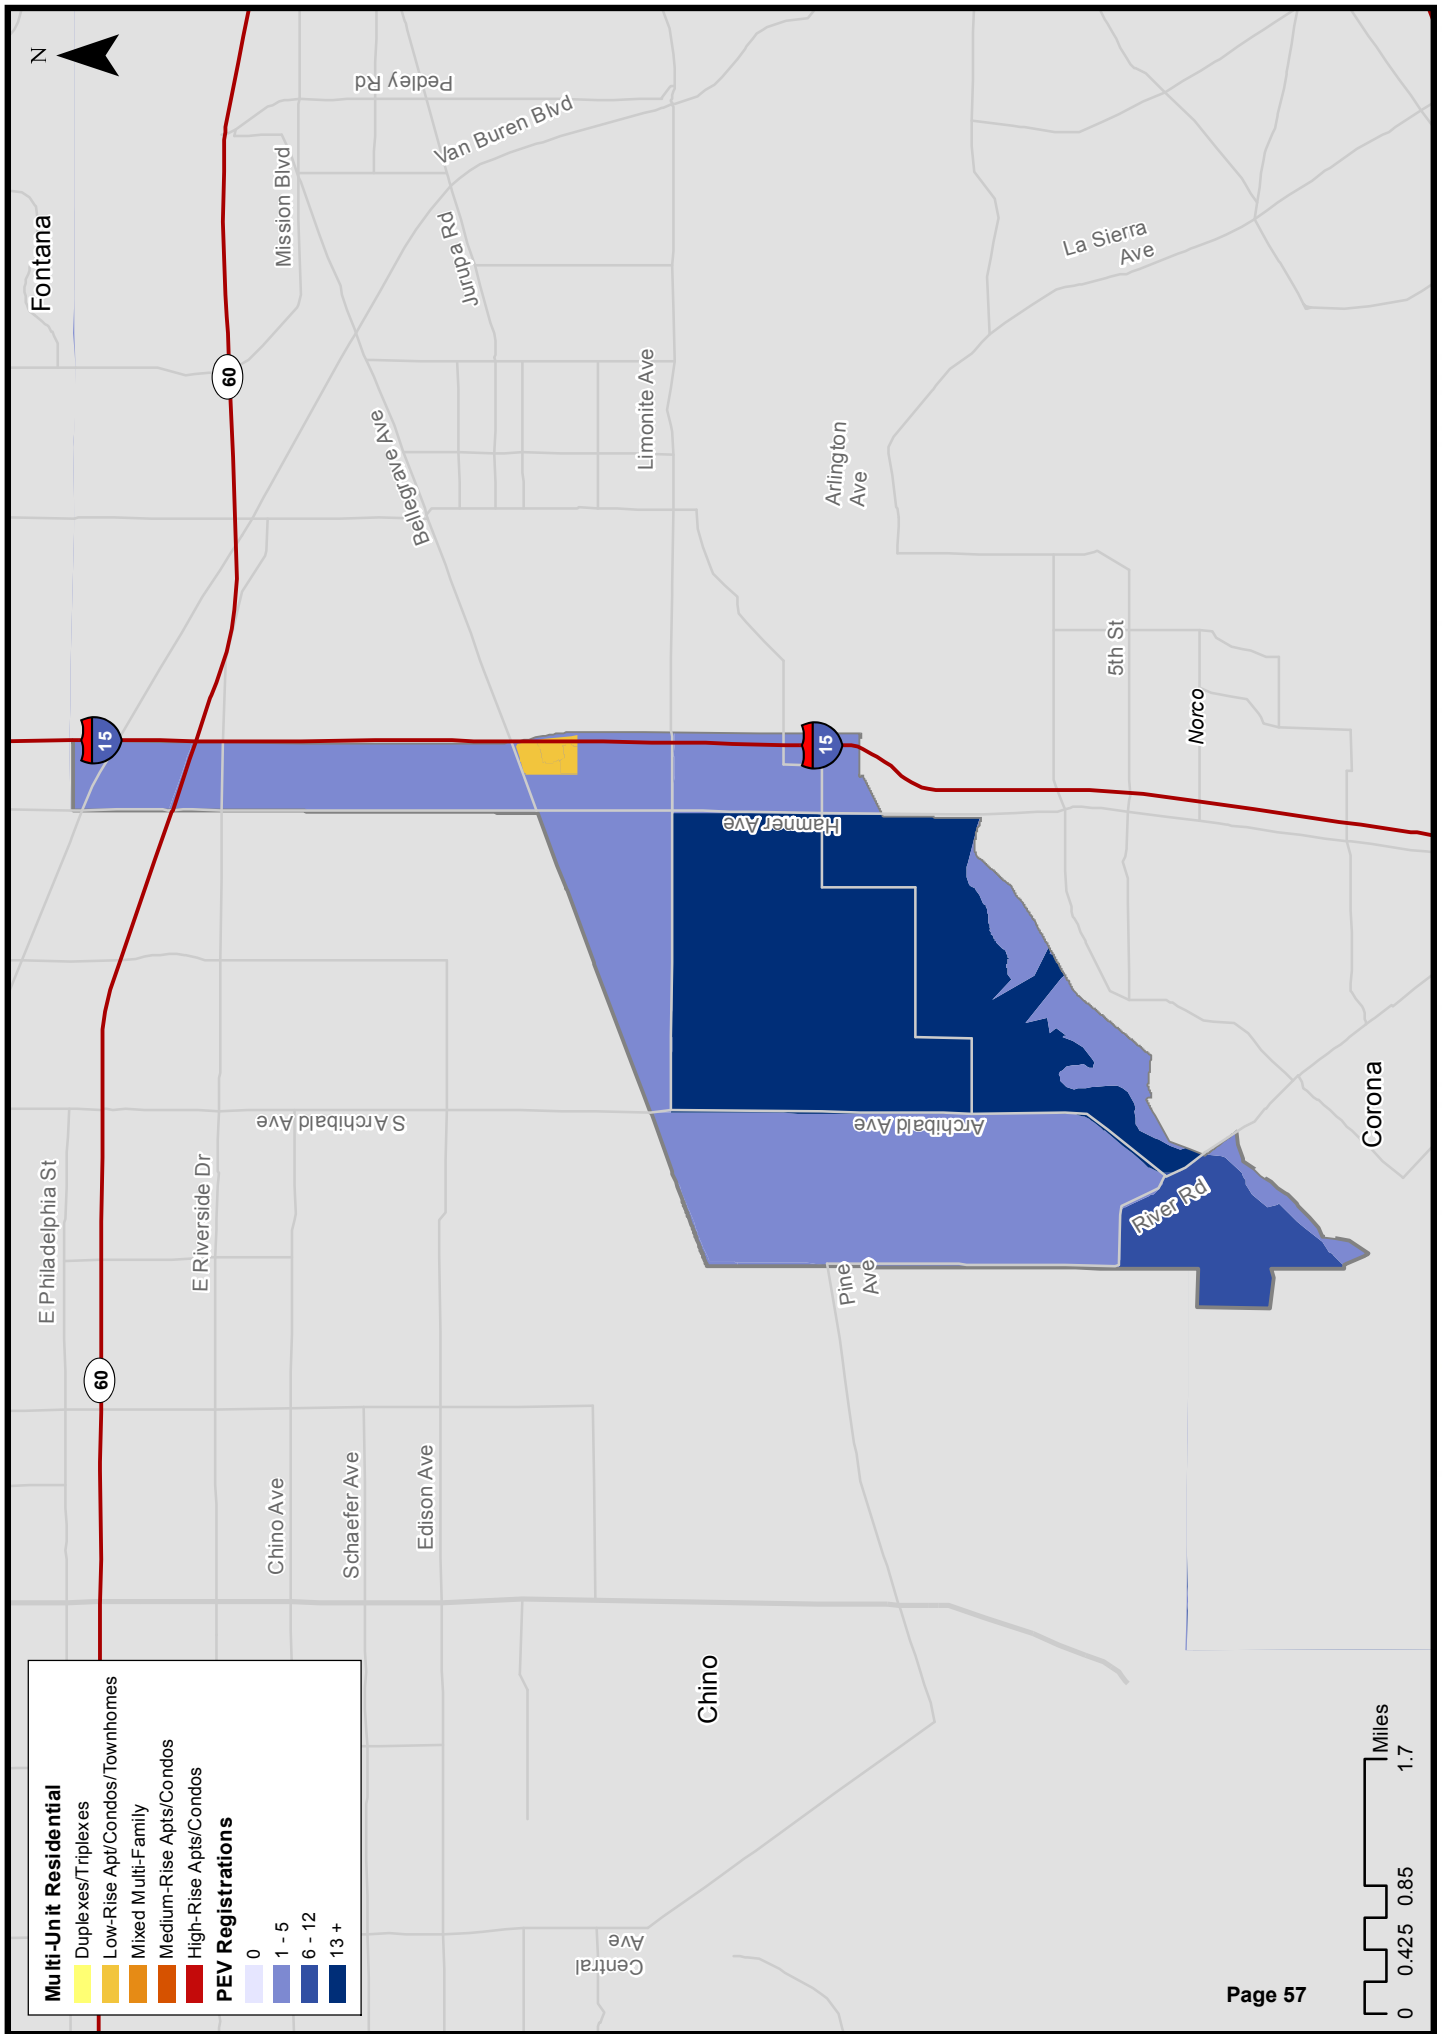 Multi-Unit Residential
Duplexes/Triplexes
Low-Rise Apt/Condos/Townhomes
Mixed Multi-Family
Medium-Rise Apts/Condos
High-Rise Apts/Condos
PEV Registrations
0
1 - 5
6 - 12
13 +
60
E Philadelphia St
E Riverside Dr
Chino Ave
Schaefer Ave
Edison Ave
S Archibald Ave
15
60
Fontana
N
Mission Blvd
Pedley Rd
Van Buren Blvd
Jurupa Rd
Bellegrave Ave
Limonite Ave
Arlington
Ave
La Sierra
Ave
15
Hamner Ave
Archibald Ave
Pine
Ave
River Rd
5th St
Norco
Corona
Chino
Central
Ave
Page 57
Miles
0 0.425 0.85 1.7